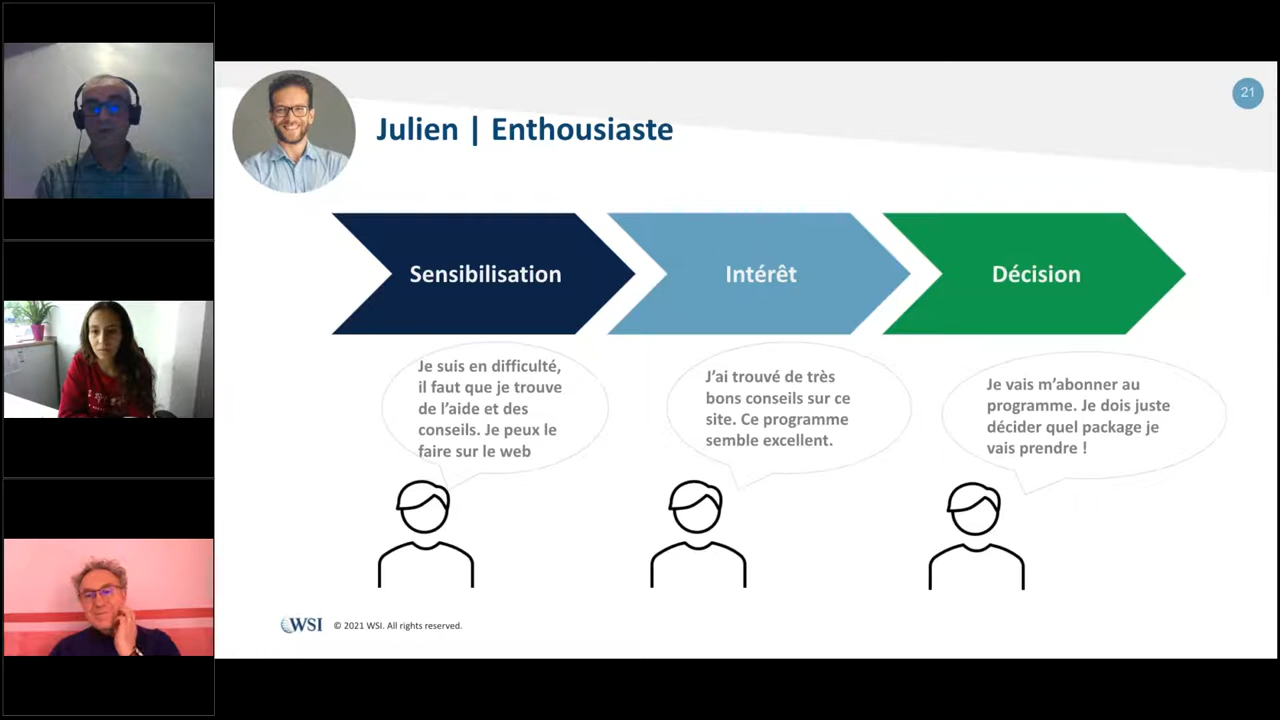 21
Julien | Enthousiaste
Sensibilisation
Intérêt
Décision
Je suis en difficulté,
il faut que je trouve
de l’aide et des
conseils. Je peux le
faire sur le web
J’ai trouvé de très
bons conseils sur ce
site. Ce programme
semble excellent.
Je vais m’abonner au
programme. Je dois juste
décider quel package je
vais prendre !
WSI © 2021 WSI. All rights reserved.